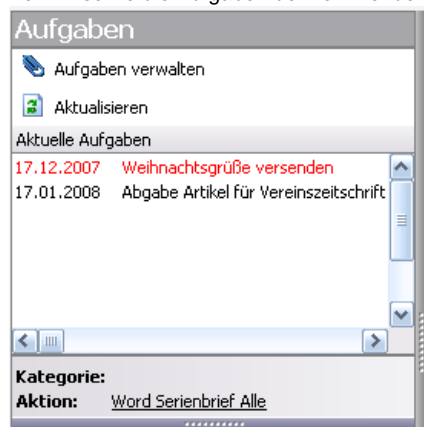 Aufgaben
Aufgaben verwalten
Aktualisieren
Aktuelle Aufgaben
17.12.2007 Weihnachtsgrüße versenden
17.01.2008 Abgabe Artikel für Vereinszeitschrift
Kategorie:
Aktion: Word Serienbrief Alle